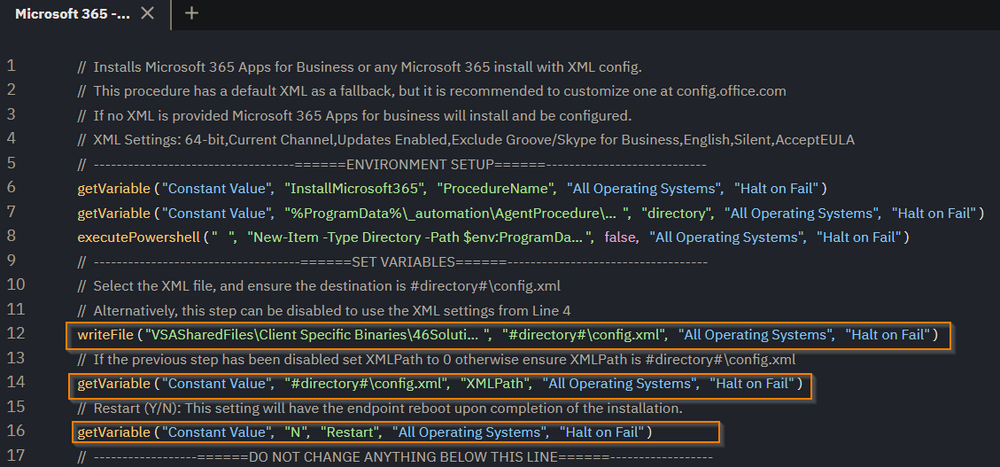 Microsoft 365 -...
1 // Installs Microsoft 365 Apps for Business or any Microsoft 365 install with XML config.
2 // This procedure has a default XML as a fallback, but it is recommended to customize one at config.office.com
3 // If no XML is provided Microsoft 365 Apps for business will install and be configured.
4 // XML Settings: 64-bit,Current Channel,Updates Enabled,Exclude Groove/Skype for Business,English,Silent,AcceptEULA
5 // -----------------------------------======ENVIRONMENT SETUP======----------------------------
6 getVariable ( "Constant Value", "InstallMicrosoft365", "ProcedureName", "All Operating Systems", "Halt on Fail" )
7 getVariable ( "Constant Value", "%ProgramData%\_automation\AgentProcedure\... ", "directory", "All Operating Systems", "Halt on Fail" )
8 executePowershell ( " ", "New-Item -Type Directory -Path $env:ProgramDa... ", false, "All Operating Systems", "Halt on Fail" )
9 // ------------------------------------======SET VARIABLES======-----------------------------------
10 // Select the XML file, and ensure the destination is #directory#\config.xml
11 // Alternatively, this step can be disabled to use the XML settings from Line 4
12 writeFile ( "VSASharedFiles\Client Specific Binaries\46Soluti... ", "#directory#\config.xml", "All Operating Systems", "Halt on Fail" )
13 // If the previous step has been disabled set XMLPath to 0 otherwise ensure XMLPath is #directory#\config.xml
14 getVariable ( "Constant Value", "#directory#\config.xml", "XMLPath", "All Operating Systems", "Halt on Fail" )
15 // Restart (Y/N): This setting will have the endpoint reboot upon completion of the installation.
16 getVariable ( "Constant Value", "N", "Restart", "All Operating Systems", "Halt on Fail" )
17 // ------------------======DO NOT CHANGE ANYTHING BELOW THIS LINE======------------------